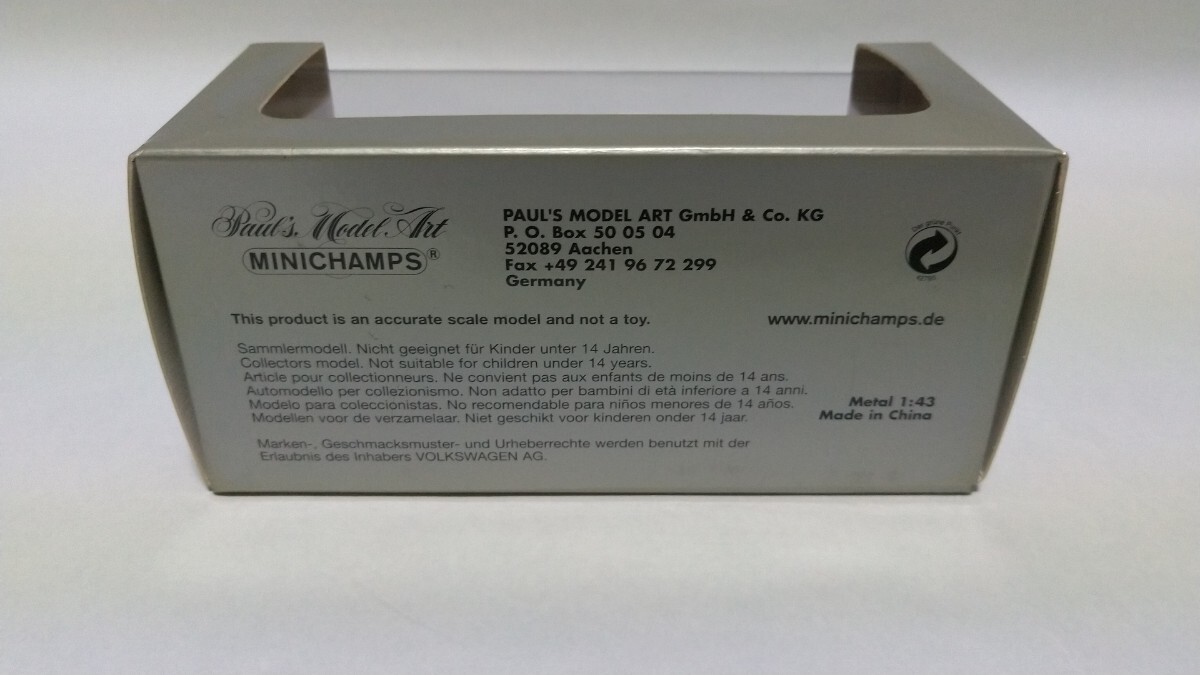 Paul's Model Art
MINICHAMPS®
PAUL'S MODEL ART GmbH & Co. KG
P. O. Box 50 05 04
52089 Aachen
Fax +49 241 96 72 299
Germany
Der Grüne Punkt
This product is an accurate scale model and not a toy.
www.minichamps.de
Sammlermodell. Nicht geeignet für Kinder unter 14 Jahren.
Collectors model. Not suitable for children under 14 years.
Article pour collectionneurs. Ne convient pas aux enfants de moins de 14 ans.
Automodello per collezionismo. Non adatto per bambini di età inferiore a 14 anni.
Modelo para coleccionistas. No recomendable para niños menores de 14 años.
Modellen voor de verzamelaar. Niet geschikt voor kinderen onder 14 jaar.
Metal 1:43
Made in China
Marken-, Geschmacksmuster- und Urheberrechte werden benutzt mit der
Erlaubnis des Inhabers VOLKSWAGEN AG.